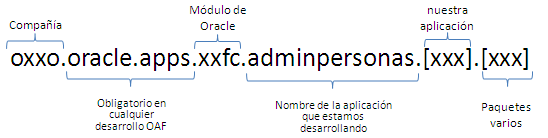 Compañía
Módulo de
Oracle
nuestra
aplicación
oxxo.oracle.apps.xxfc.adminpersonas.[xxx].[xxx]
Obligatorio en
cualquier
desarrollo OAF
Nombre de la aplicación
que estamos
desarrollando
Paquetes
varios